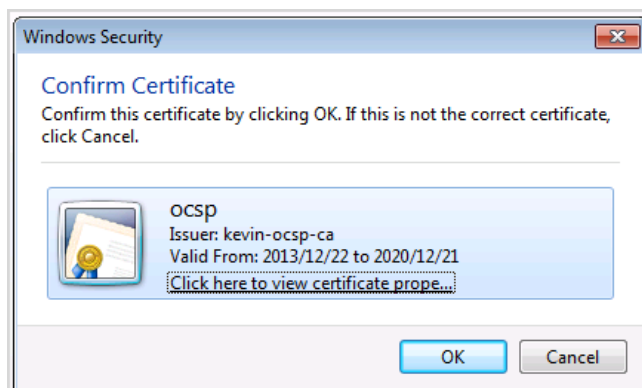 Windows Security
Confirm Certificate
Confirm this certificate by clicking OK. If this is not the correct certificate,
click Cancel.
ocsp
Issuer: kevin-ocsp-ca
Valid From: 2013/12/22 to 2020/12/21
Click here to view certificate prope...
OK
Cancel